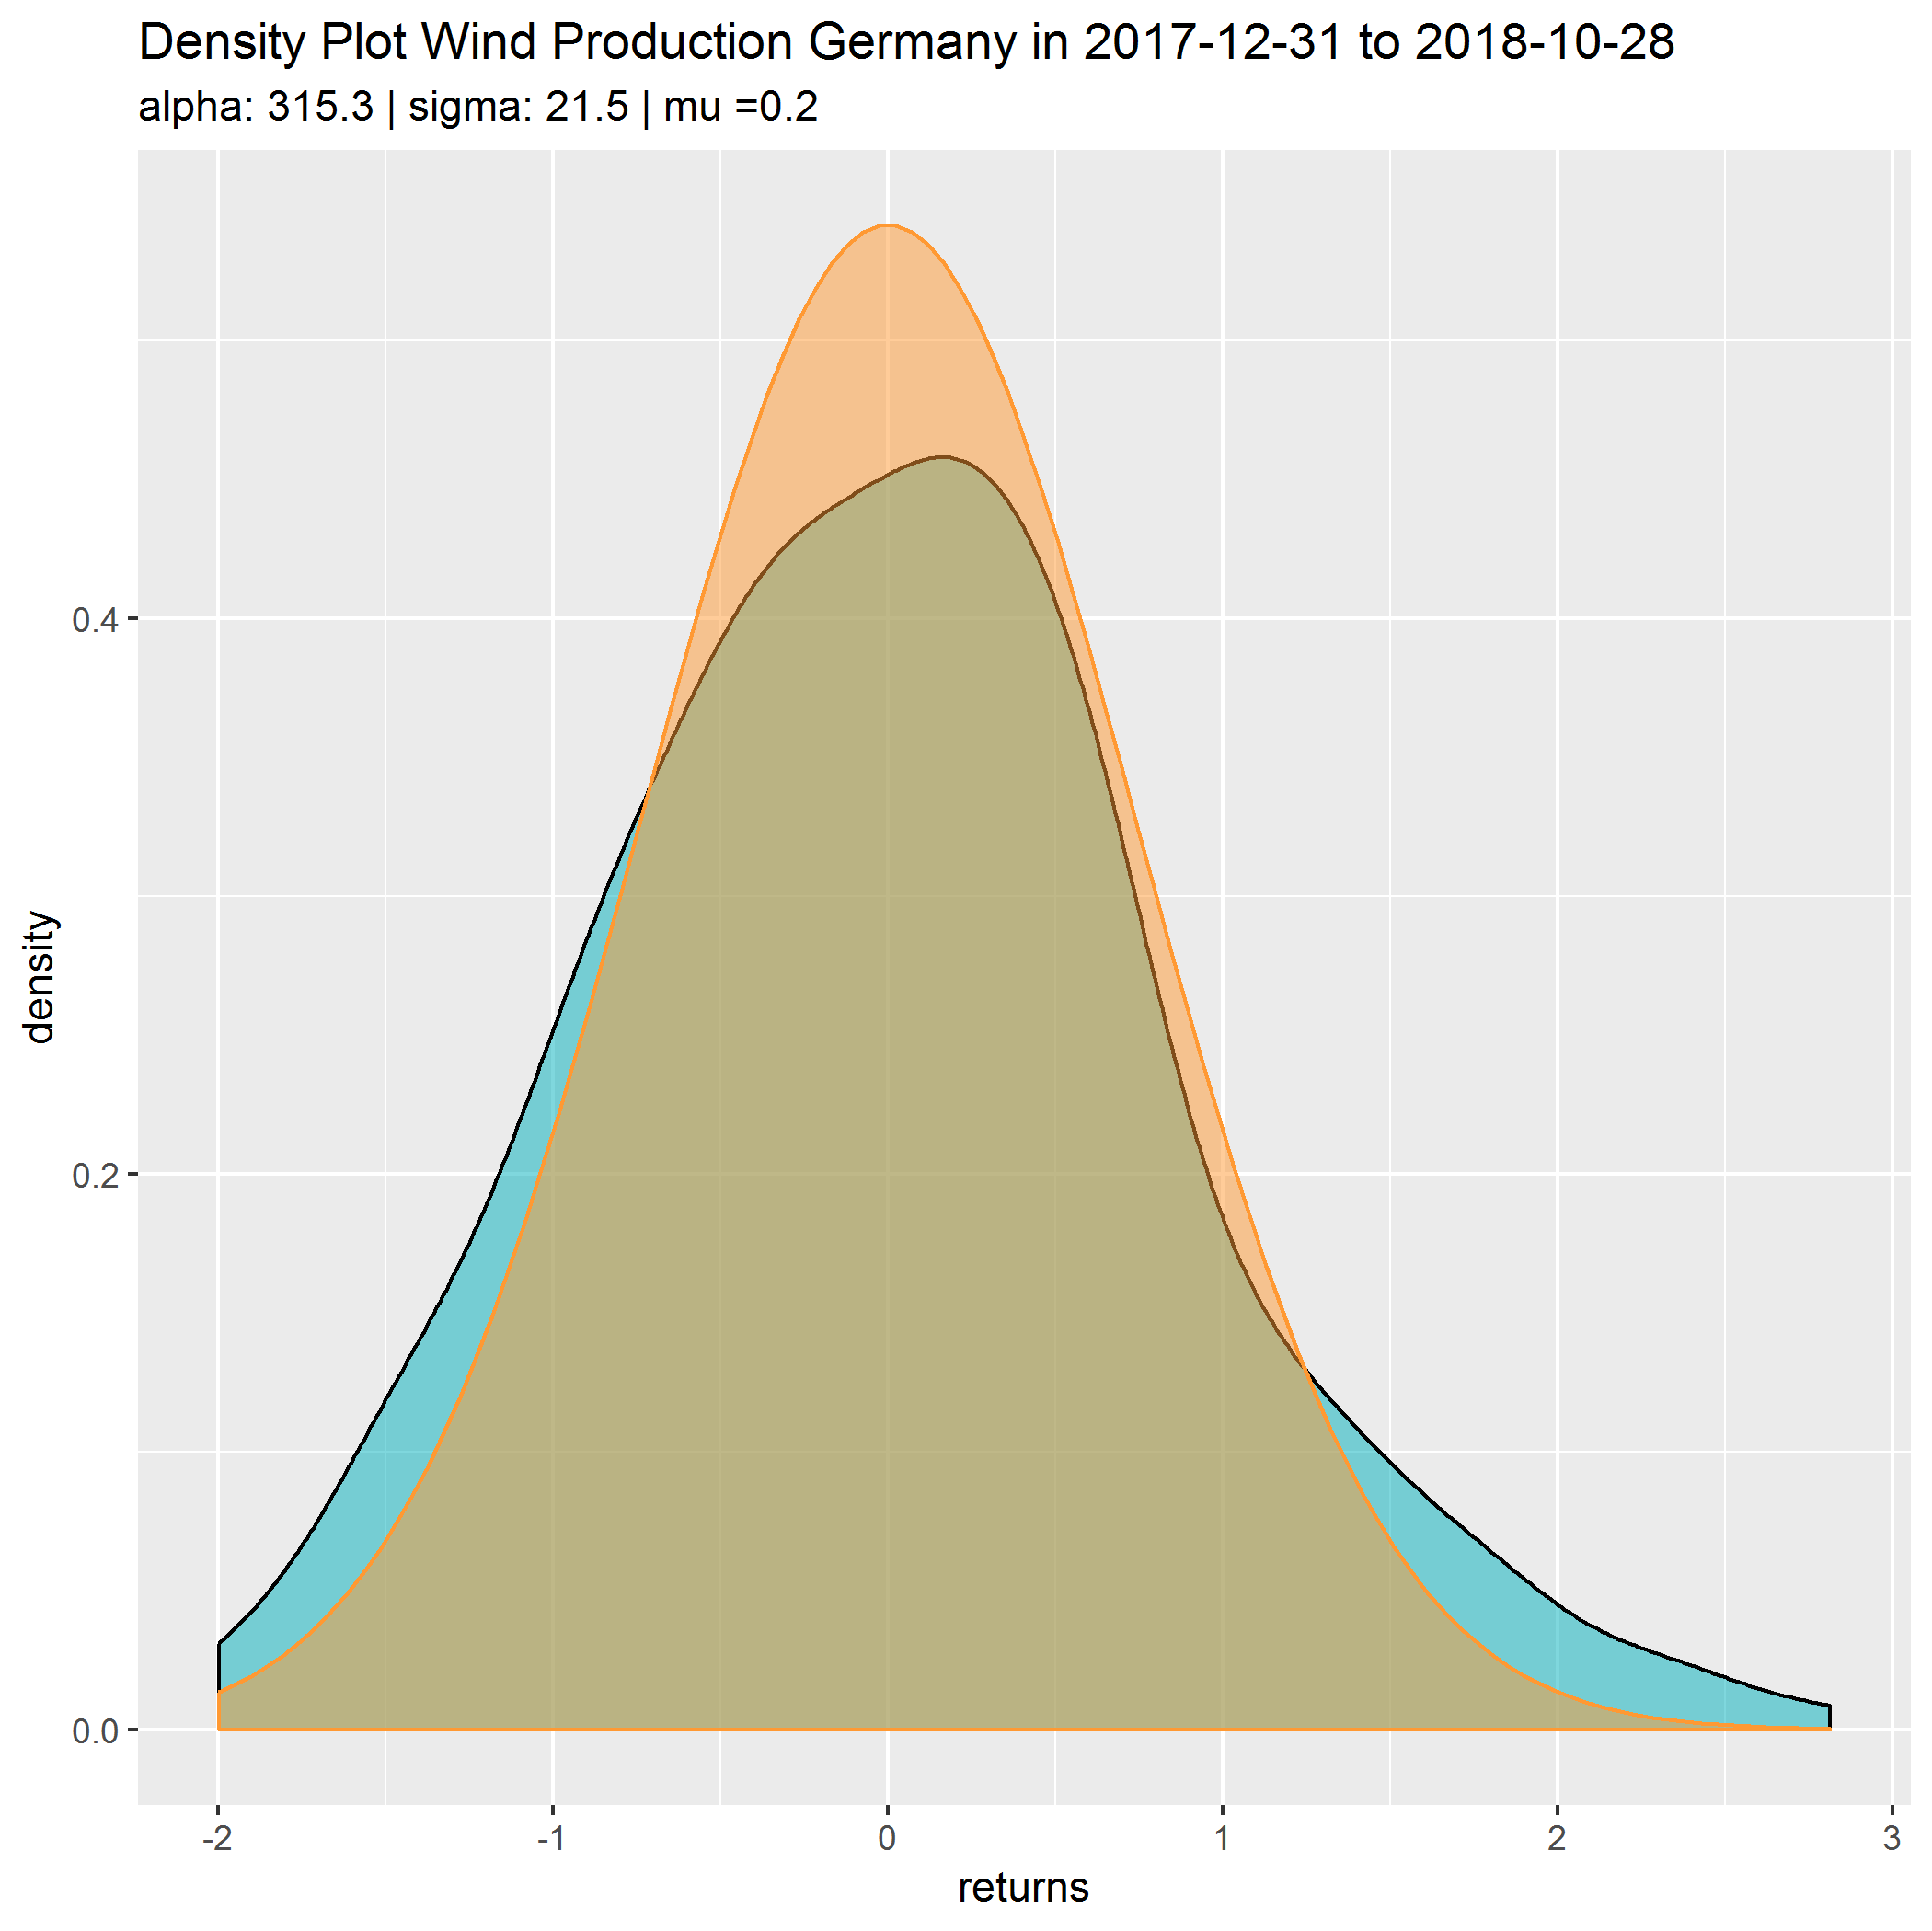 Density Plot Wind Production Germany in 2017-12-31 to 2018-10-28
alpha: 315.3 | sigma: 21.5 | mu =0.2
density
0.4
0.2
0.0
-2 -1 0 1 2 3
returns